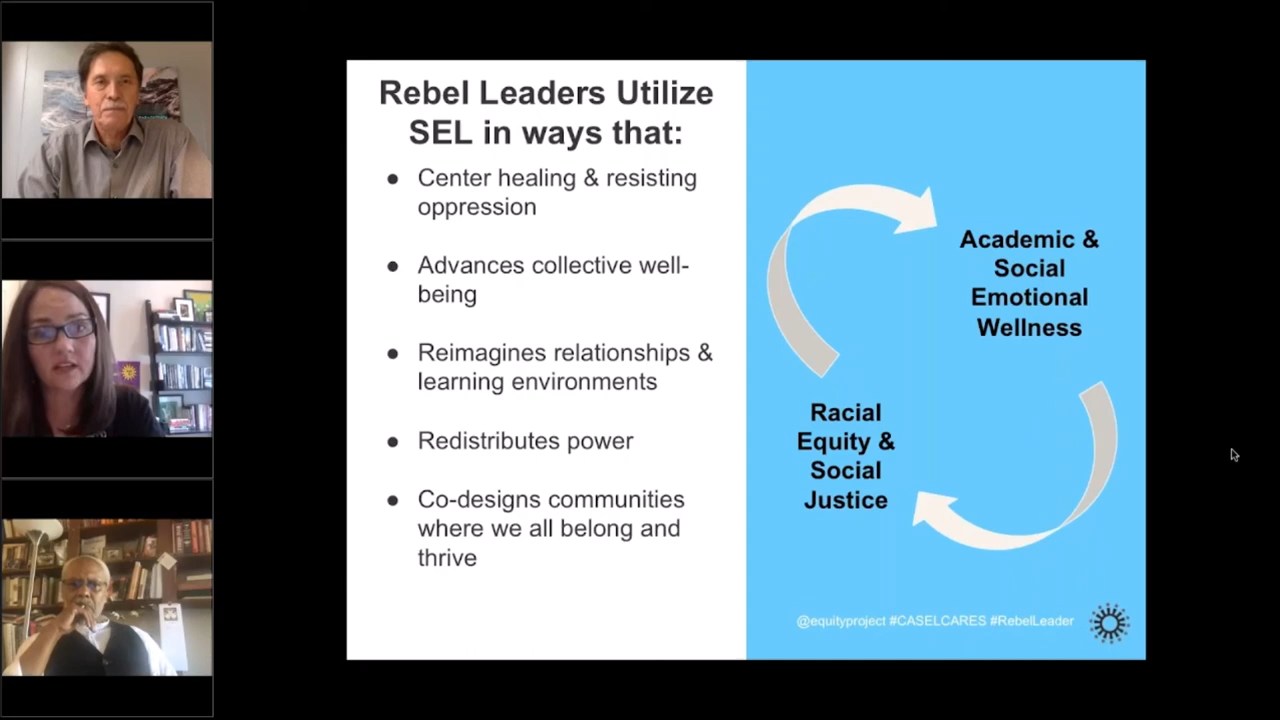 Rebel Leaders Utilize
SEL in ways that:
● Center healing & resisting
oppression
● Advances collective well-
being
● Reimagines relationships &
learning environments
● Redistributes power
● Co-designs communities
where we all belong and
thrive
Academic &
Social
Emotional
Wellness
Racial
Equity &
Social
Justice
@equityproject #CASELCARES #RebelLeader